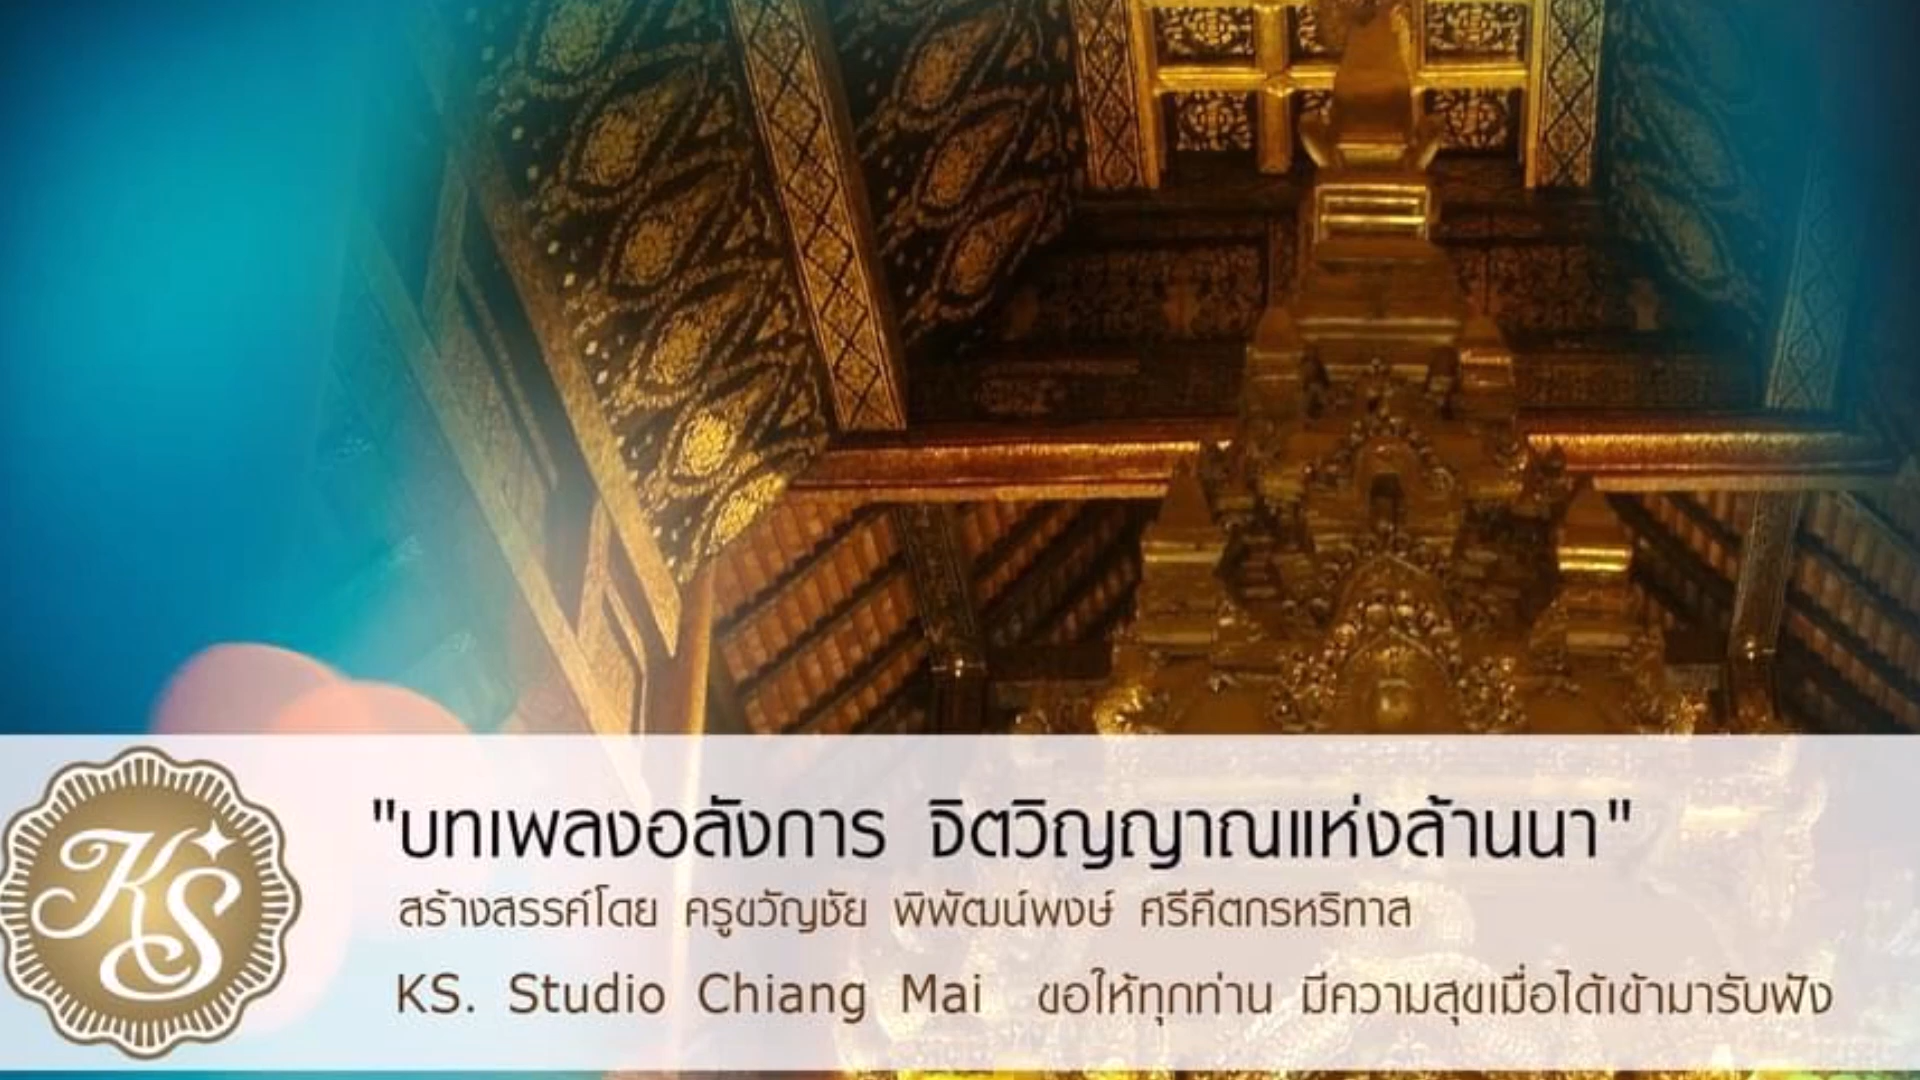 "บทเพลงอลังการ จิตวิญญาณแห่งล้านนา"
สร้างสรรค์โดย ครูขวัญชัย พิพัฒน์พงษ์ ศรีคีตกรหริทาส
KS. Studio Chiang Mai ขอให้ทุกท่าน มีความสุขเมื่อได้เข้ามารับฟัง
KS